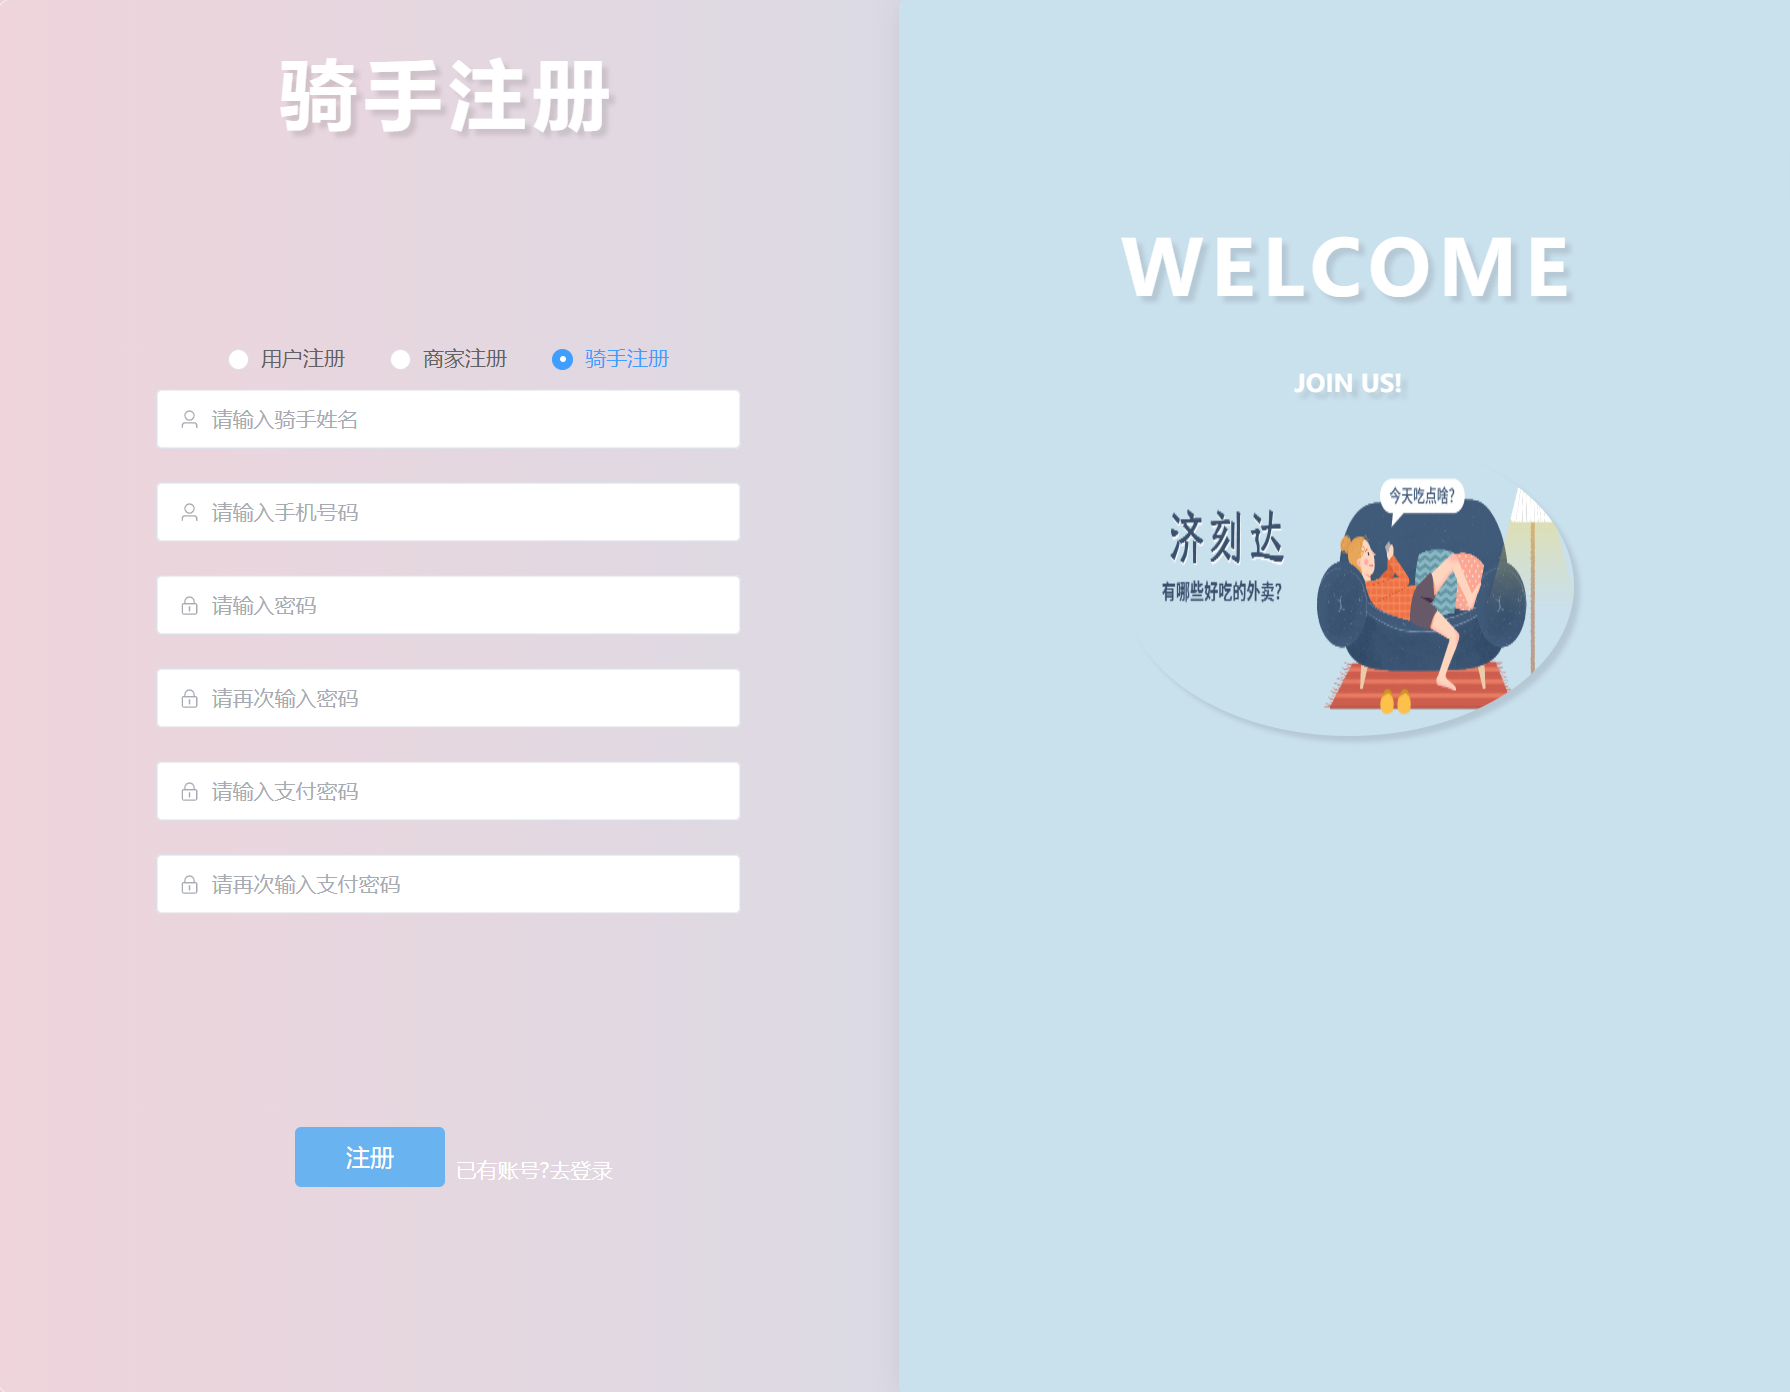 骑手注册
用户注册 商家注册 骑手注册
请输入骑手姓名
请输入手机号码
请输入密码
请再次输入密码
请输入支付密码
请再次输入支付密码
注册
已有账号?去登录
WELCOME
JOIN US!
今天吃点啥?
济刻达
有哪些好吃的外卖?